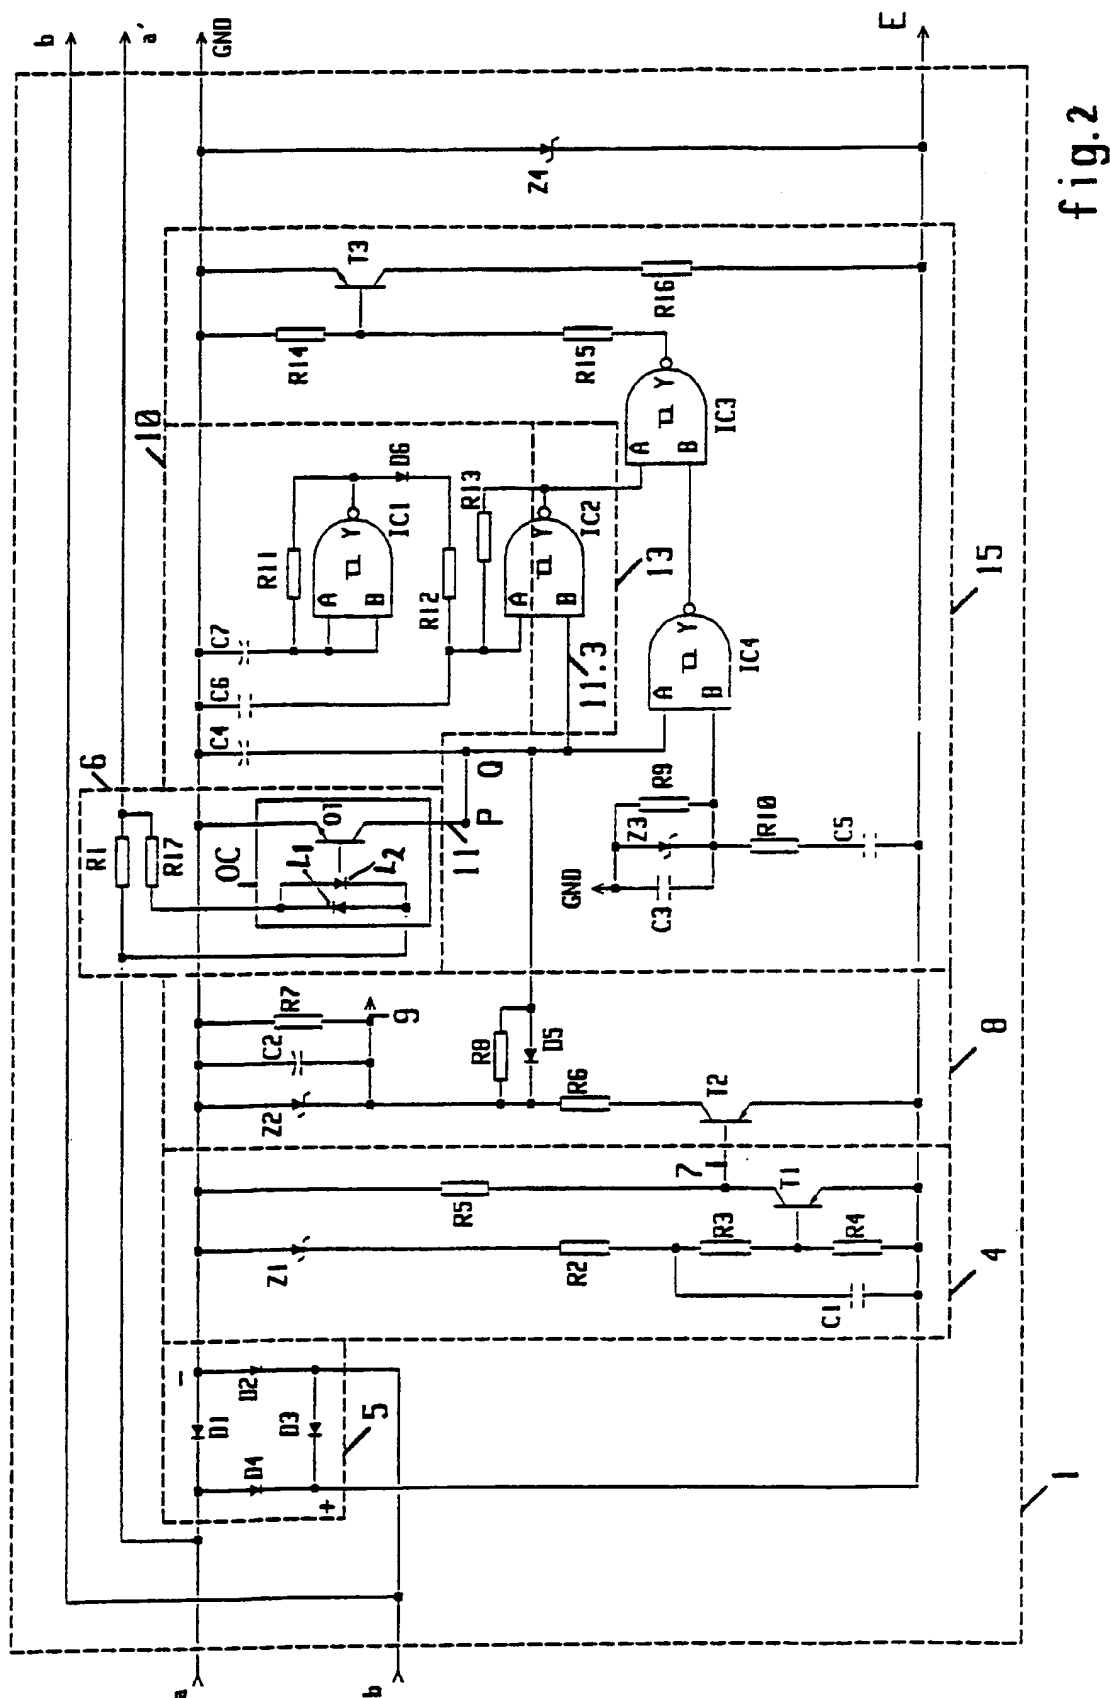 b
a'
GND
E
Z4
T3
R14
R15
R16
10
R11
IC1
A
B
Y
D6
C7
C6
C4
R12
R13
IC2
A
B
Y
IC3
A
B
Y
11.3
13
15
IC4
A
B
Y
6
R1
R17
OC
OT
L1
L2
11
P
Q
GND
C3
Z3
R9
R10
C5
C2
R7
9
Z2
R8
D5
R6
T2
8
R5
7
T1
Z1
R2
R3
R4
C1
4
-
D1
D2
D3
D4
+
5
1
a
b
fig.2